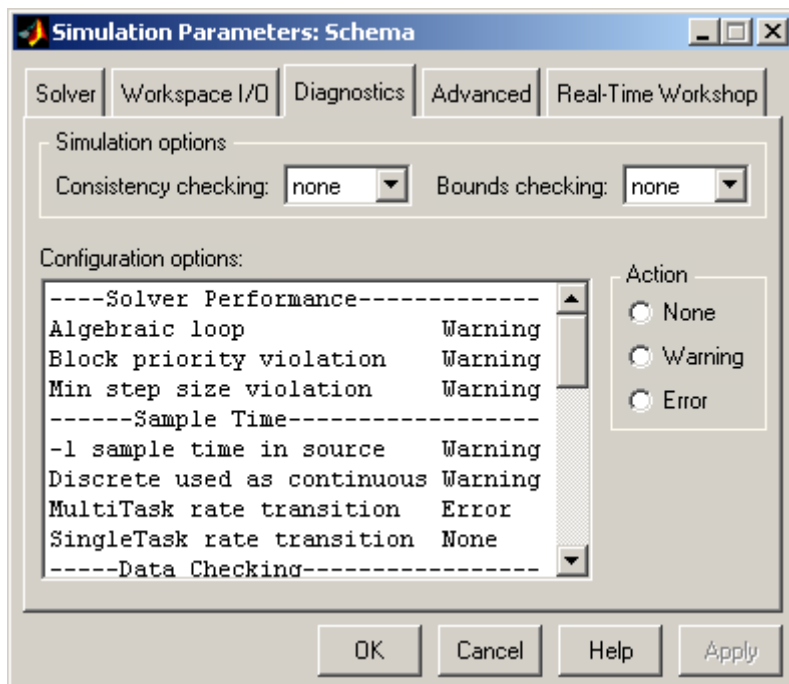 Simulation Parameters: Schema
Solver Workspace I/O Diagnostics Advanced Real-Time Workshop
Simulation options
Consistency checking: none Bounds checking: none
Configuration options:
----Solver Performance-------------
Algebraic loop Warning
Block priority violation Warning
Min step size violation Warning
------Sample Time------------------
-1 sample time in source Warning
Discrete used as continuous Warning
MultiTask rate transition Error
SingleTask rate transition None
-----Data Checking-----------------
Action
None
Warning
Error
OK Cancel Help Apply